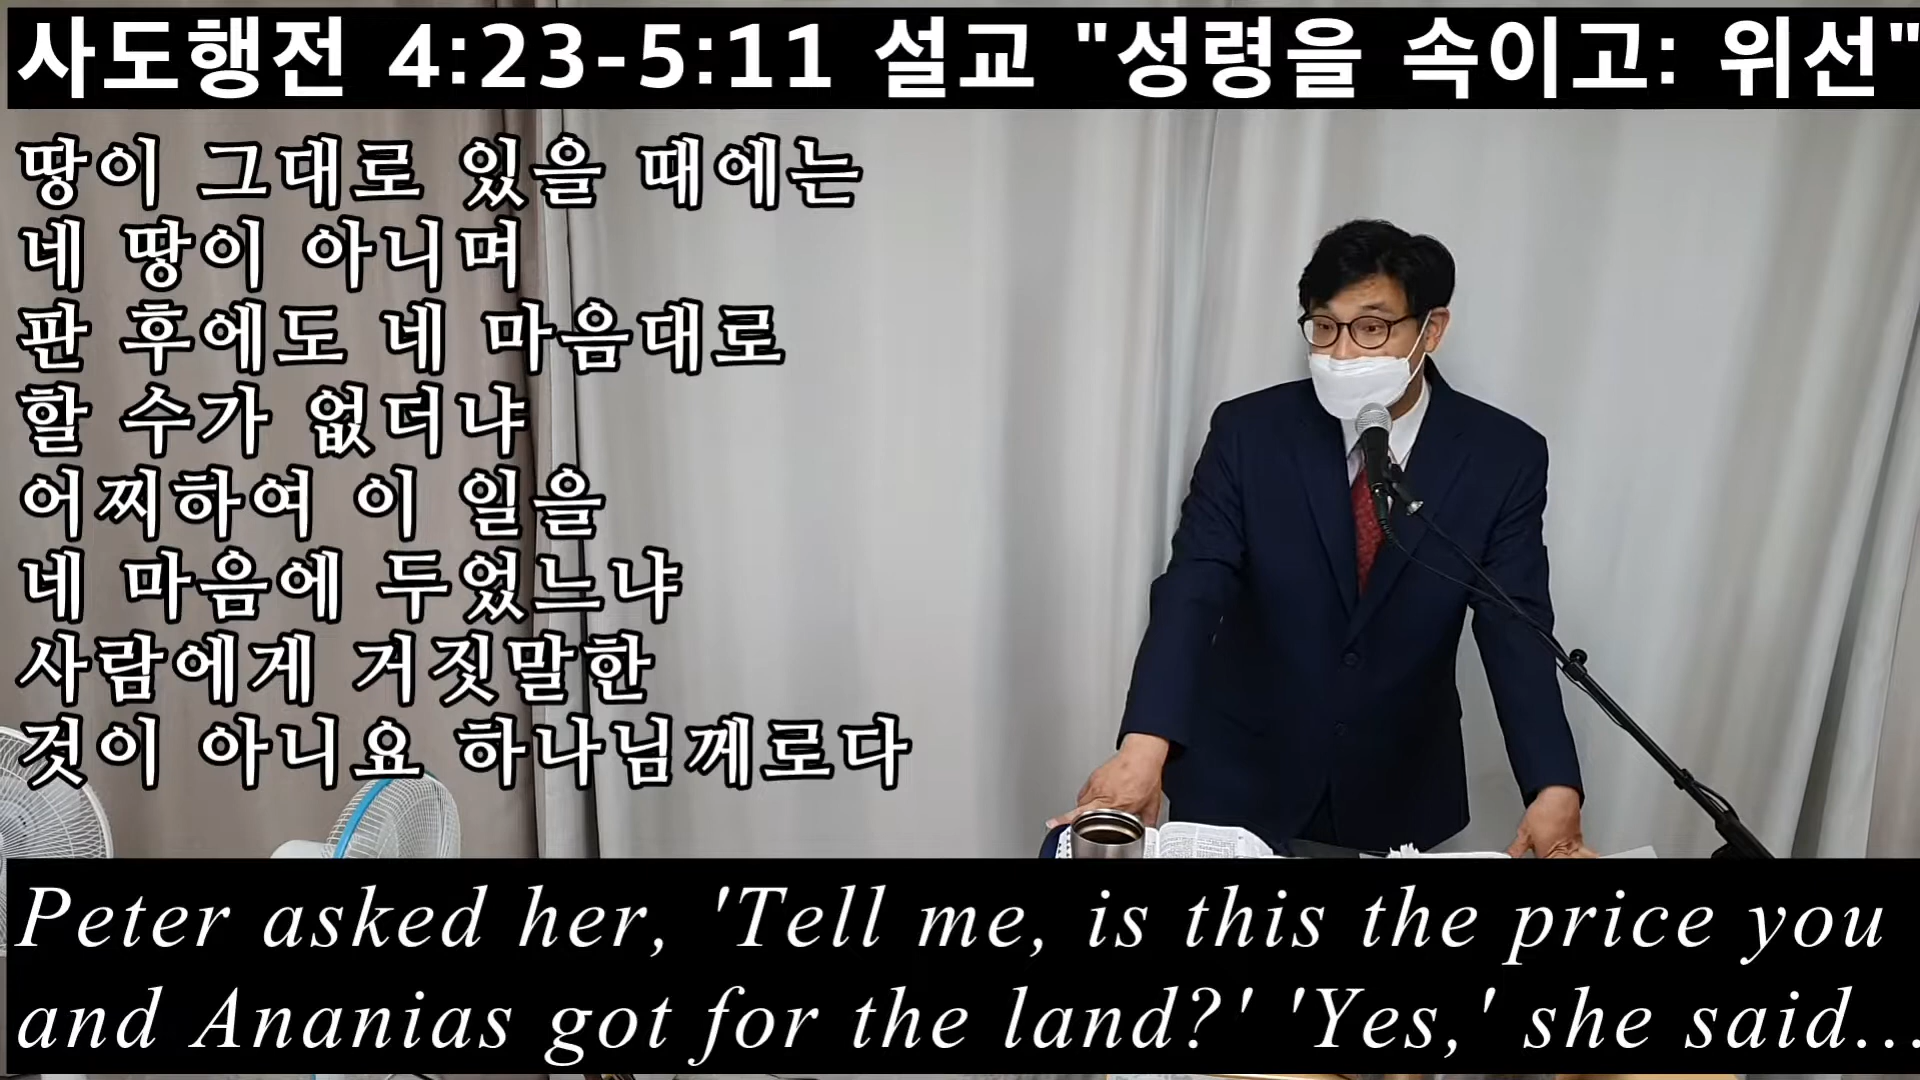 사도행전 4:23-5:11 설교 "성령을 속이고: 위선"
땅이 그대로 있을 때에는
네 땅이 아니며
판 후에도 네 마음대로
할 수가 없더냐
어찌하여 이 일을
네 마음에 두었느냐
사람에게 거짓말한
것이 아니요 하나님께로다
Peter asked her, 'Tell me, is this the price you
and Ananias got for the land?' 'Yes,' she said...